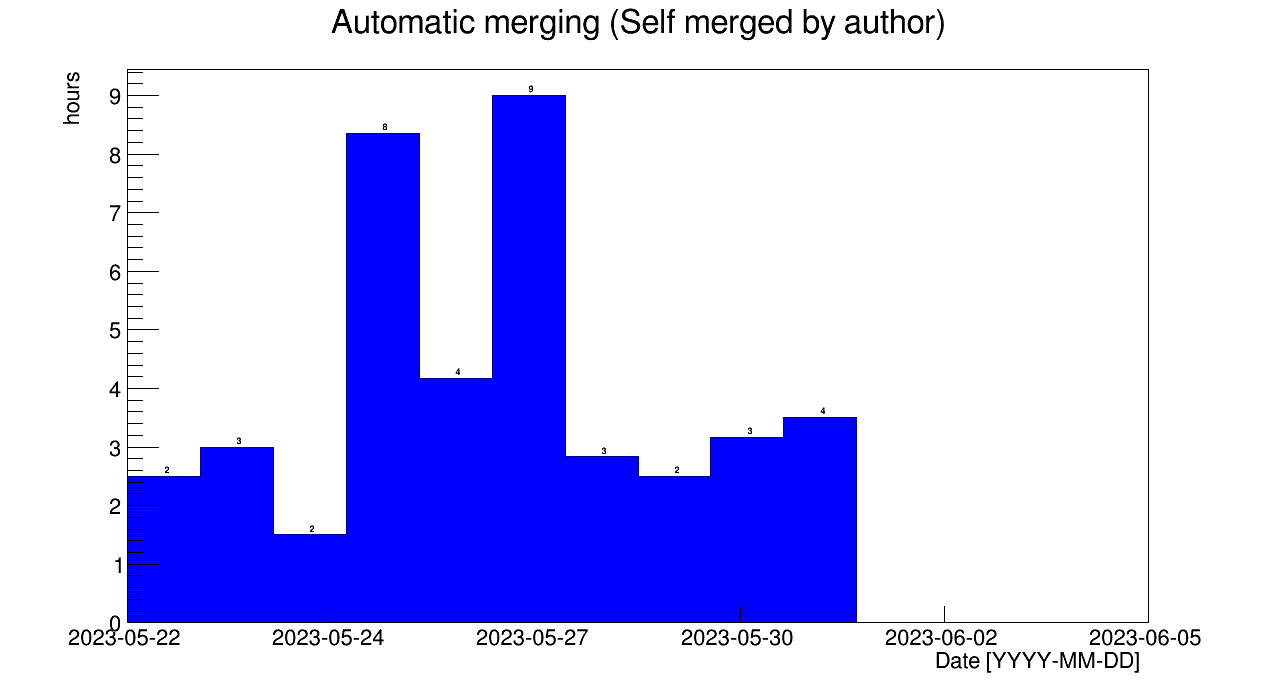 Automatic merging (Self merged by author)
hours
9
8
7
6
5
4
3
2
1
0
2 3 2 8 4 9 3 2 3 4
2023-05-22 2023-05-24 2023-05-27 2023-05-30 2023-06-02 2023-06-05
Date [YYYY-MM-DD]